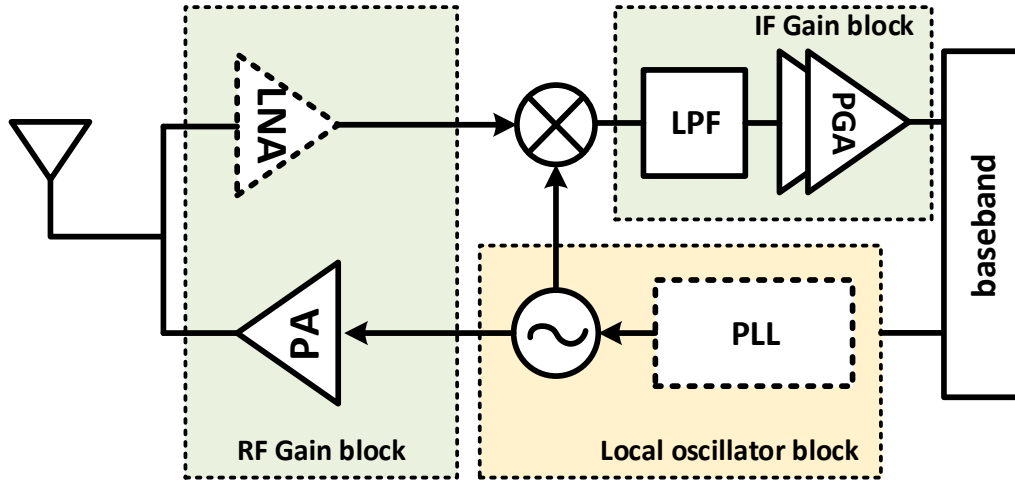 IF Gain block
LNA
LPF
PGA
baseband
PA
PLL
RF Gain block
Local oscillator block